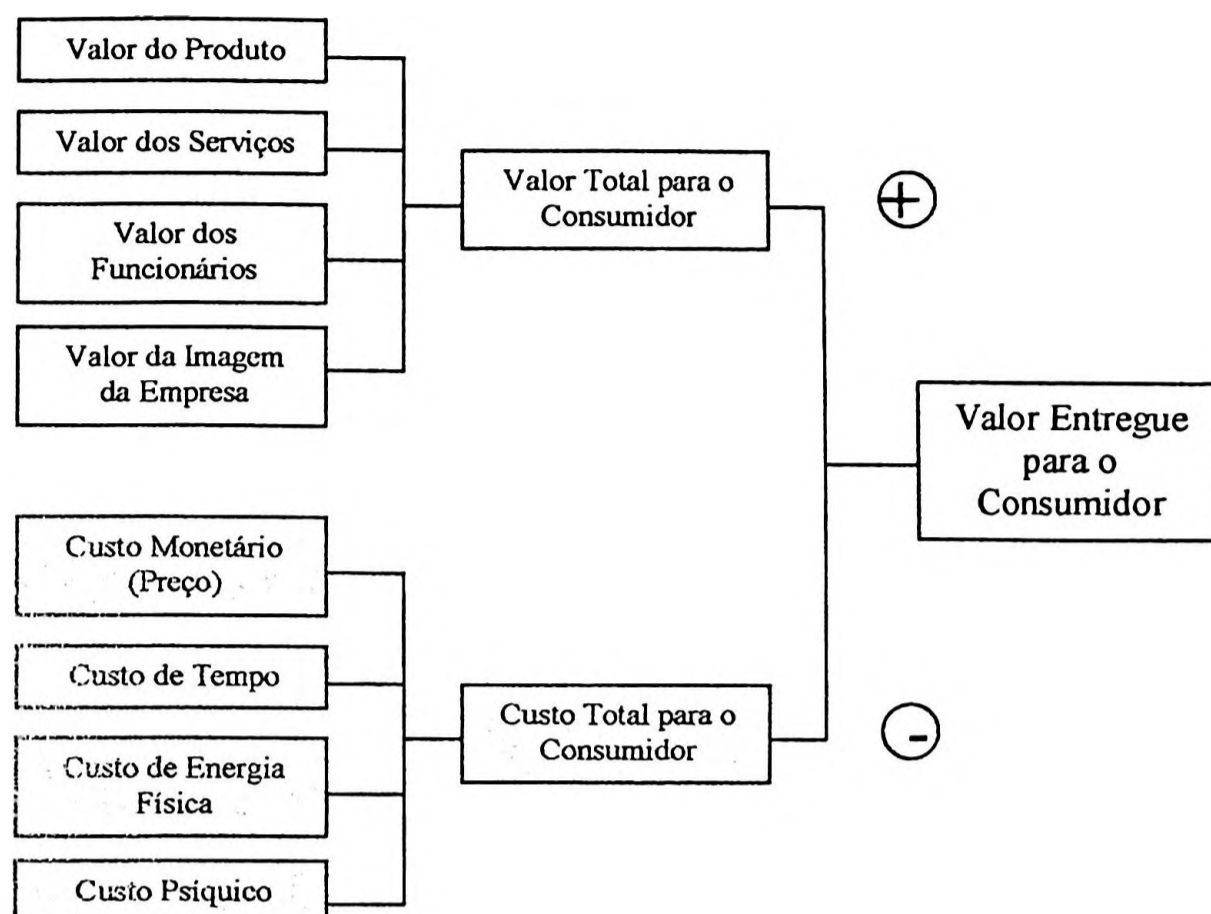 Valor do Produto
Valor dos Serviços
Valor dos
Funcionários
Valor da Imagem
da Empresa
Valor Total para o
Consumidor
+
Valor Entregue
para o
Consumidor
Custo Monetário
(Preço)
Custo de Tempo
Custo de Energia
Física
Custo Psíquico
Custo Total para o
Consumidor
-